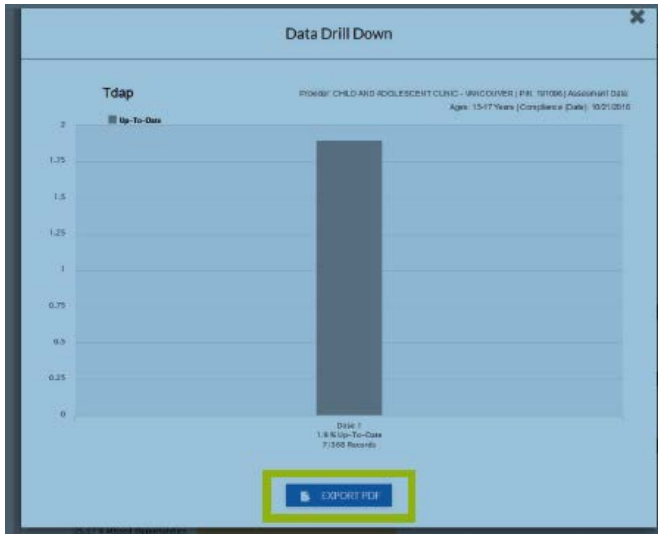 Data Drill Down
Tdap
Provider: CHILD AND ADOLESCENT CLINIC - VANCOUVER | PIN: 101086 | Assessment Date:
Ages: 13-17 Years | Compliance (Date): 10/21/2016
Up-To-Date
2
1.75
1.5
1.25
1
0.75
0.5
0.25
0
Dose 1
1.9 % Up-To-Date
7 | 368 Records
EXPORT PDF